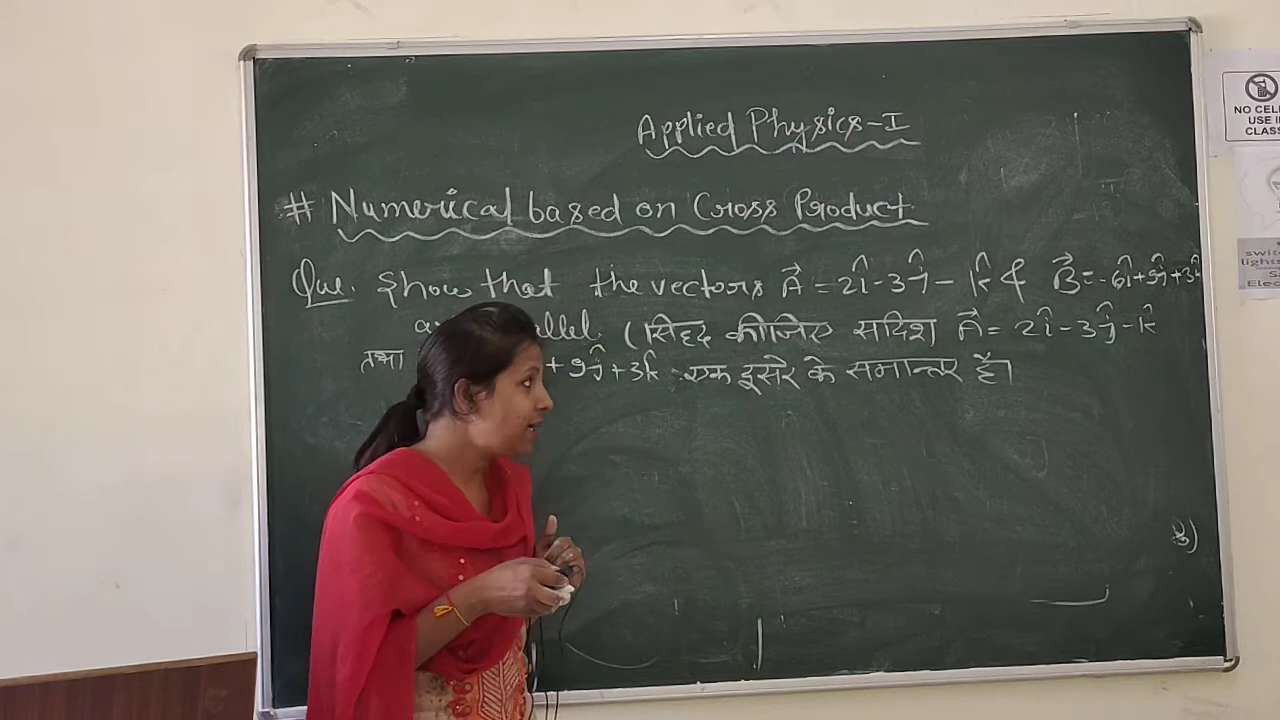 Applied Physics-I
# Numerical based on Cross Product
Que. Show that the vectors A⃗ = 2î - 3ĵ - k̂ & B⃗ = -6î + 9ĵ + 3k̂
(सिद्ध कीजिए सदिश A⃗ = 2î - 3ĵ - k̂
तथा + 9ĵ + 3k̂ एक दूसरे के समान्तर है।
NO CELL
USE IN
CLASS